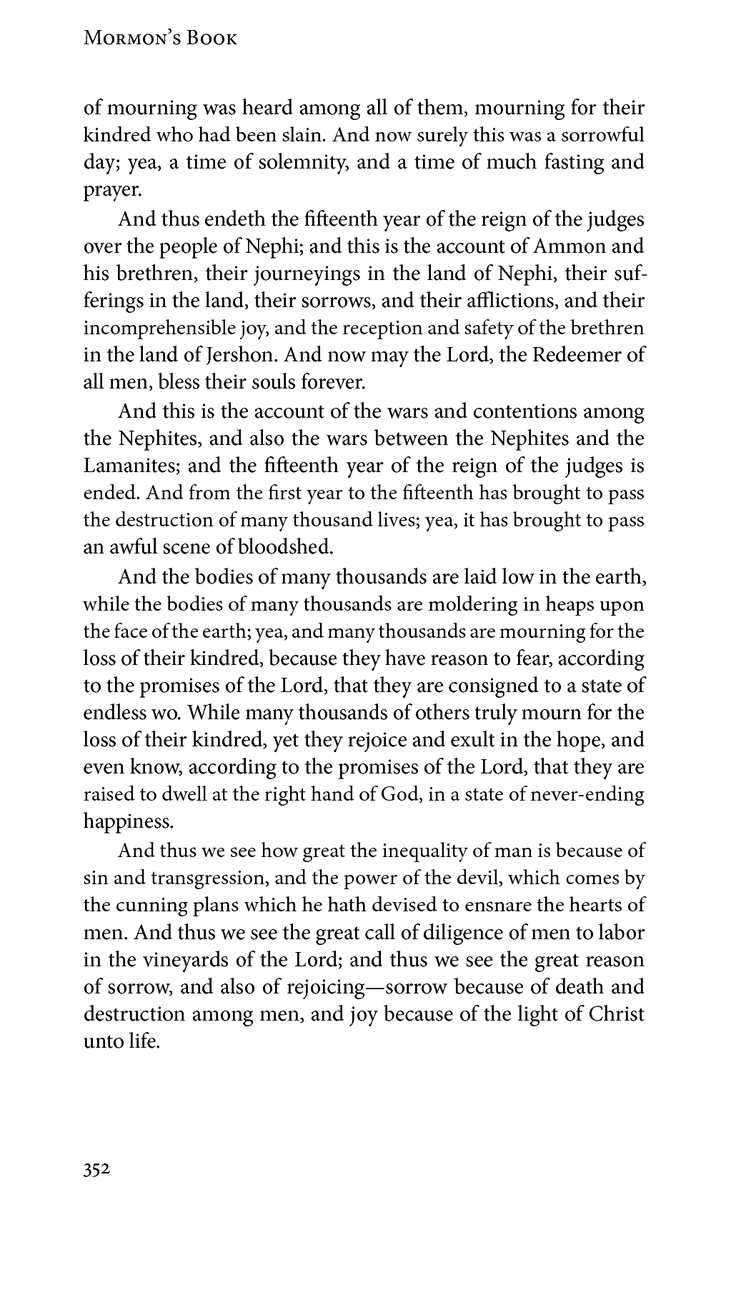 Mormon’s Book
of mourning was heard among all of them, mourning for their
kindred who had been slain. And now surely this was a sorrowful
day; yea, a time of solemnity, and a time of much fasting and
prayer.
And thus endeth the fifteenth year of the reign of the judges
over the people of Nephi; and this is the account of Ammon and
his brethren, their journeyings in the land of Nephi, their suf-
ferings in the land, their sorrows, and their afflictions, and their
incomprehensible joy, and the reception and safety of the brethren
in the land of Jershon. And now may the Lord, the Redeemer of
all men, bless their souls forever.
And this is the account of the wars and contentions among
the Nephites, and also the wars between the Nephites and the
Lamanites; and the fifteenth year of the reign of the judges is
ended. And from the first year to the fifteenth has brought to pass
the destruction of many thousand lives; yea, it has brought to pass
an awful scene of bloodshed.
And the bodies of many thousands are laid low in the earth,
while the bodies of many thousands are moldering in heaps upon
the face of the earth; yea, and many thousands are mourning for the
loss of their kindred, because they have reason to fear, according
to the promises of the Lord, that they are consigned to a state of
endless wo. While many thousands of others truly mourn for the
loss of their kindred, yet they rejoice and exult in the hope, and
even know, according to the promises of the Lord, that they are
raised to dwell at the right hand of God, in a state of never-ending
happiness.
And thus we see how great the inequality of man is because of
sin and transgression, and the power of the devil, which comes by
the cunning plans which he hath devised to ensnare the hearts of
men. And thus we see the great call of diligence of men to labor
in the vineyards of the Lord; and thus we see the great reason
of sorrow, and also of rejoicing—sorrow because of death and
destruction among men, and joy because of the light of Christ
unto life.
352